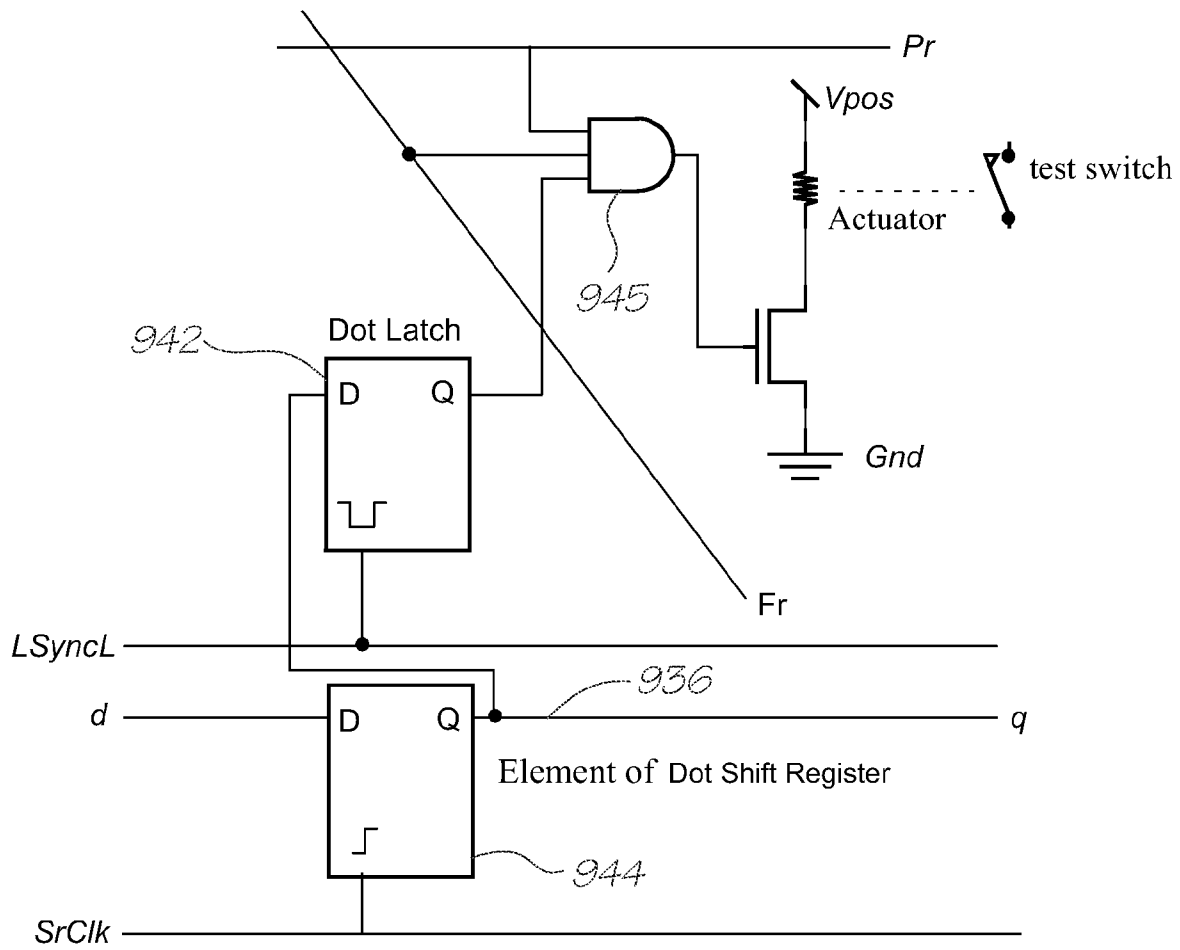 Pr
Vpos
test switch
Actuator
945
Dot Latch
942
D Q
Gnd
Fr
LSyncL
936
d D Q q
Element of Dot Shift Register
944
SrClk